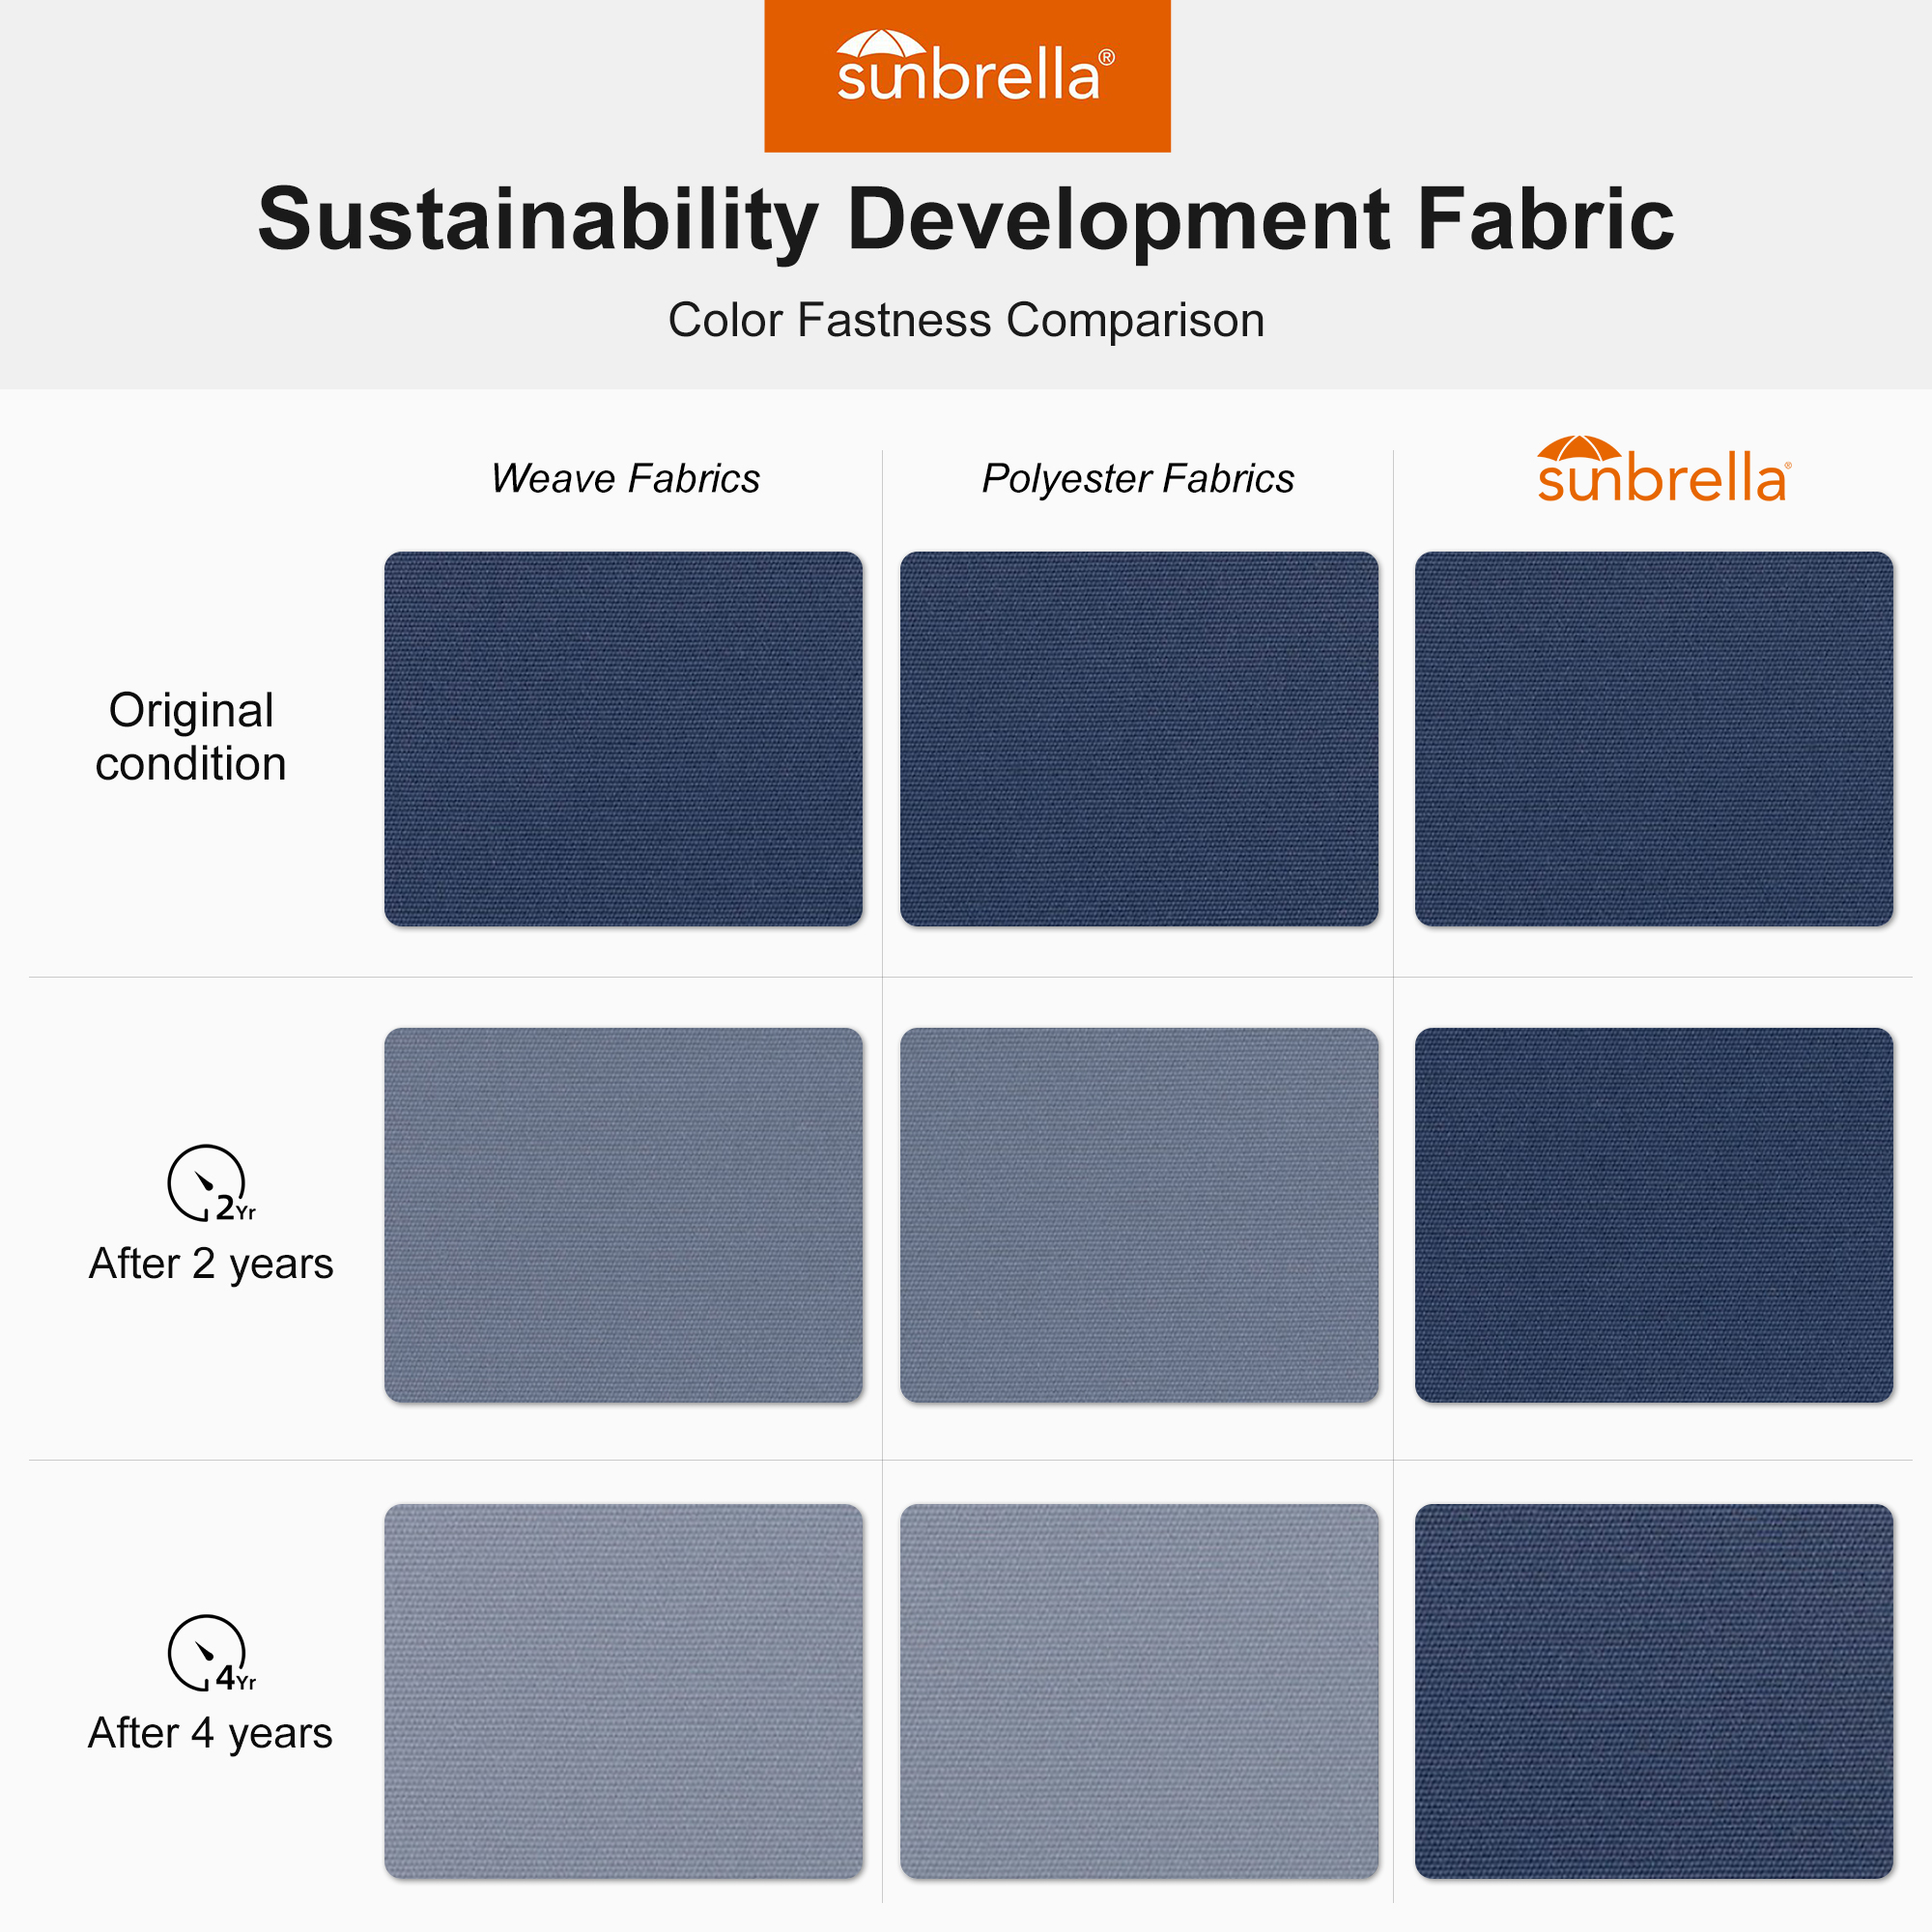 sunbrella®
Sustainability Development Fabric
Color Fastness Comparison
Weave Fabrics
Polyester Fabrics
sunbrella®
Original
condition
2Yr
After 2 years
4Yr
After 4 years